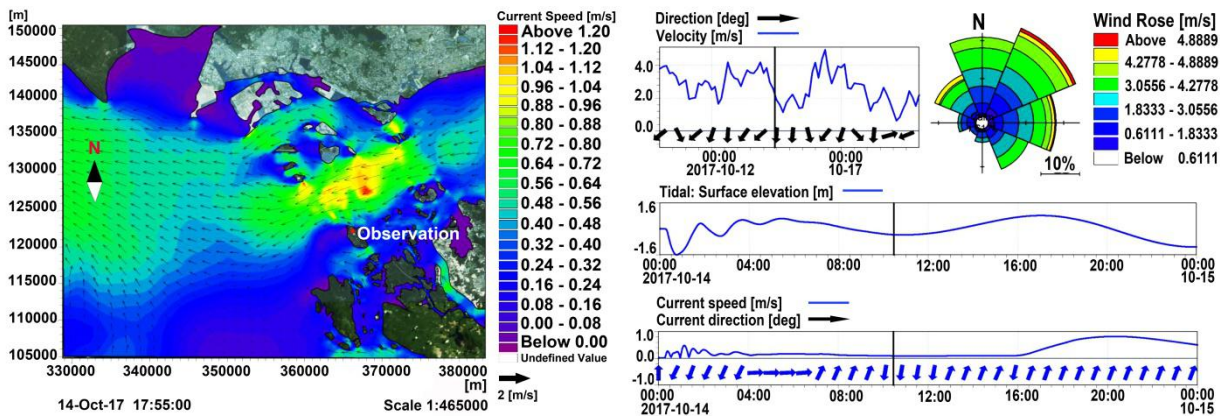 [m]
150000
145000
140000
135000
130000
125000
120000
115000
110000
105000
N
Observation
330000 340000 350000 360000 370000 380000
[m]
14-Oct-17 17:55:00 Scale 1:465000
Current Speed [m/s]
Above 1.20
1.12 - 1.20
1.04 - 1.12
0.96 - 1.04
0.88 - 0.96
0.80 - 0.88
0.72 - 0.80
0.64 - 0.72
0.56 - 0.64
0.48 - 0.56
0.40 - 0.48
0.32 - 0.40
0.24 - 0.32
0.16 - 0.24
0.08 - 0.16
0.00 - 0.08
Below 0.00
Undefined Value
2 [m/s]
Direction [deg]
Velocity [m/s]
4.0
2.0
0.0
00:00 00:00
2017-10-12 10-17
N
10%
Wind Rose [m/s]
Above 4.8889
4.2778 - 4.8889
3.0556 - 4.2778
1.8333 - 3.0556
0.6111 - 1.8333
Below 0.6111
Tidal: Surface elevation [m]
1.6
-1.6
00:00 04:00 08:00 12:00 16:00 20:00 00:00
2017-10-14 10-15
Current speed [m/s]
Current direction [deg]
1.0
0.0
-1.0
00:00 04:00 08:00 12:00 16:00 20:00 00:00
2017-10-14 10-15